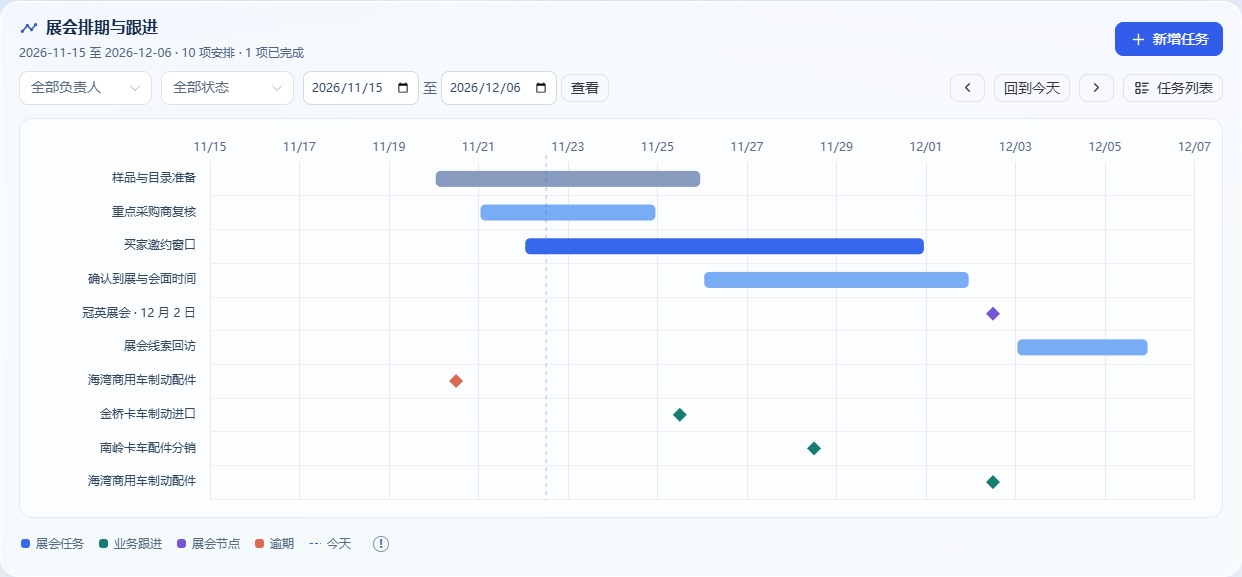 展会排期与跟进
2026-11-15 至 2026-12-06 · 10 项安排 · 1 项已完成
+ 新增任务
全部负责人
全部状态
2026/11/15
至
2026/12/06
查看
回到今天
任务列表
11/15 11/17 11/19 11/21 11/23 11/25 11/27 11/29 12/01 12/03 12/05 12/07
样品与目录准备
重点采购商复核
买家邀约窗口
确认到展与会面时间
冠英展会 · 12 月 2 日
展会线索回访
海湾商用车制动配件
金桥卡车制动进口
南岭卡车配件分销
海湾商用车制动配件
展会任务 业务跟进 展会节点 逾期 今天